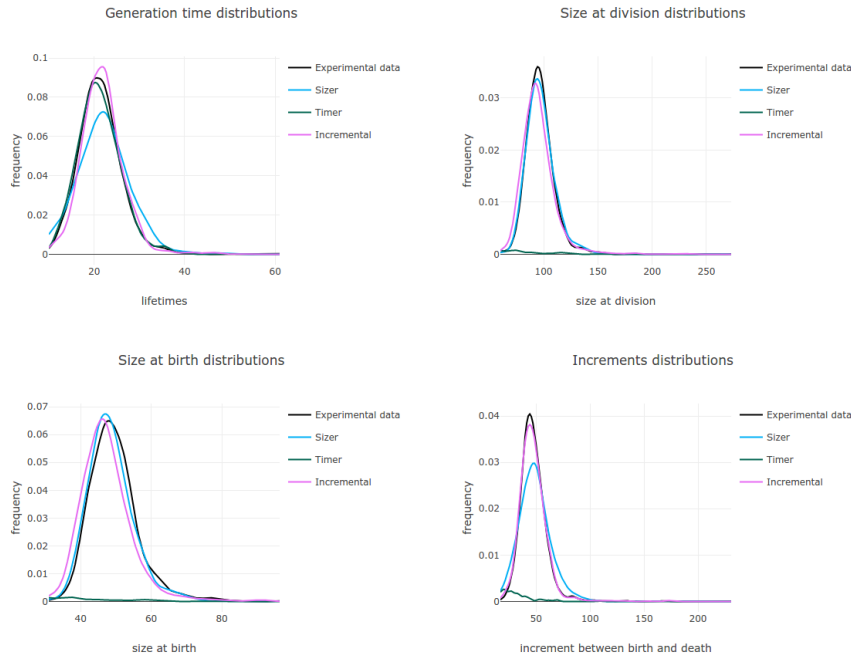 Generation time distributions
Experimental data
Sizer
Timer
Incremental
frequency
0.1
0.08
0.06
0.04
0.02
0
20
40
60
lifetimes
Size at division distributions
Experimental data
Sizer
Timer
Incremental
frequency
0.03
0.02
0.01
0
100
150
200
250
size at division
Size at birth distributions
Experimental data
Sizer
Timer
Incremental
frequency
0.07
0.06
0.05
0.04
0.03
0.02
0.01
0
40
60
80
size at birth
Increments distributions
Experimental data
Sizer
Timer
Incremental
frequency
0.04
0.03
0.02
0.01
0
50
100
150
200
increment between birth and death